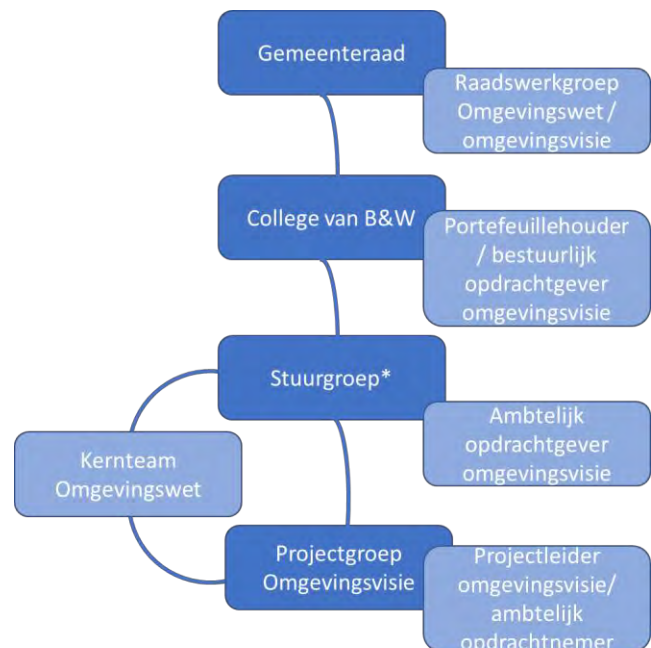 Gemeenteraad
Raadswerkgroep
Omgevingswet /
omgevingsvisie
College van B&W
Portefeuillehouder
/ bestuurlijk
opdrachtgever
omgevingsvisie
Stuurgroep*
Ambtelijk
opdrachtgever
omgevingsvisie
Kernteam
Omgevingswet
Projectgroep
Omgevingsvisie
Projectleider
omgevingsvisie/
ambtelijk
opdrachtnemer